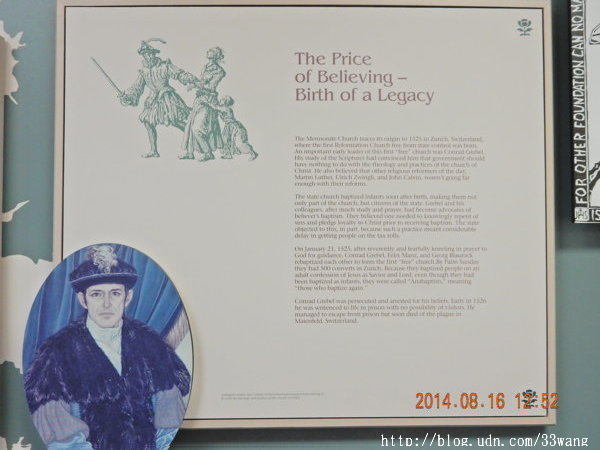 The Price
of Believing –
Birth of a Legacy
The Mennonite Church traces its origin to 1525 in Zurich, Switzerland,
where the first Reformation Church free from state control was born.
An important early leader of this first "free" church was Conrad Grebel.
His study of the Scriptures had convinced him that government should
have nothing to do with the theology and practices of the church of
Christ. He also believed that other religious reformers of the day,
Martin Luther, Ulrich Zwingli, and John Calvin, weren't going far
enough with their reforms.
The state church baptized infants soon after birth, making them not
only part of the church, but citizens of the state. Grebel and his
colleagues, after much study and prayer, had become advocates of
believer's baptism. They believed one needed to knowingly repent of
sins and pledge loyalty to Christ prior to receiving baptism. The state
objected to this, in part, because such a practice meant considerable
delay in getting people on the tax rolls.
On January 21, 1525, after reverently and fearfully kneeling in prayer to
God for guidance, Conrad Grebel, Felix Manz, and Georg Blaurock
rebaptized each other to form the first "free" church. By Palm Sunday
they had 300 converts in Zurich. Because they baptized people on an
adult confession of Jesus as Savior and Lord, even though they had
been baptized as infants, they were called "Anabaptists," meaning
"those who baptize again."
Conrad Grebel was persecuted and arrested for his beliefs. Early in 1526
he was sentenced to life in prison with no possibility of visitors. He
managed to escape from prison but soon died of the plague in
Maienfeld, Switzerland.
FOR OTHER FOUNDATION CAN NO MA
IS
2014.08.16 12:52
http://blog.udn.com/33wang